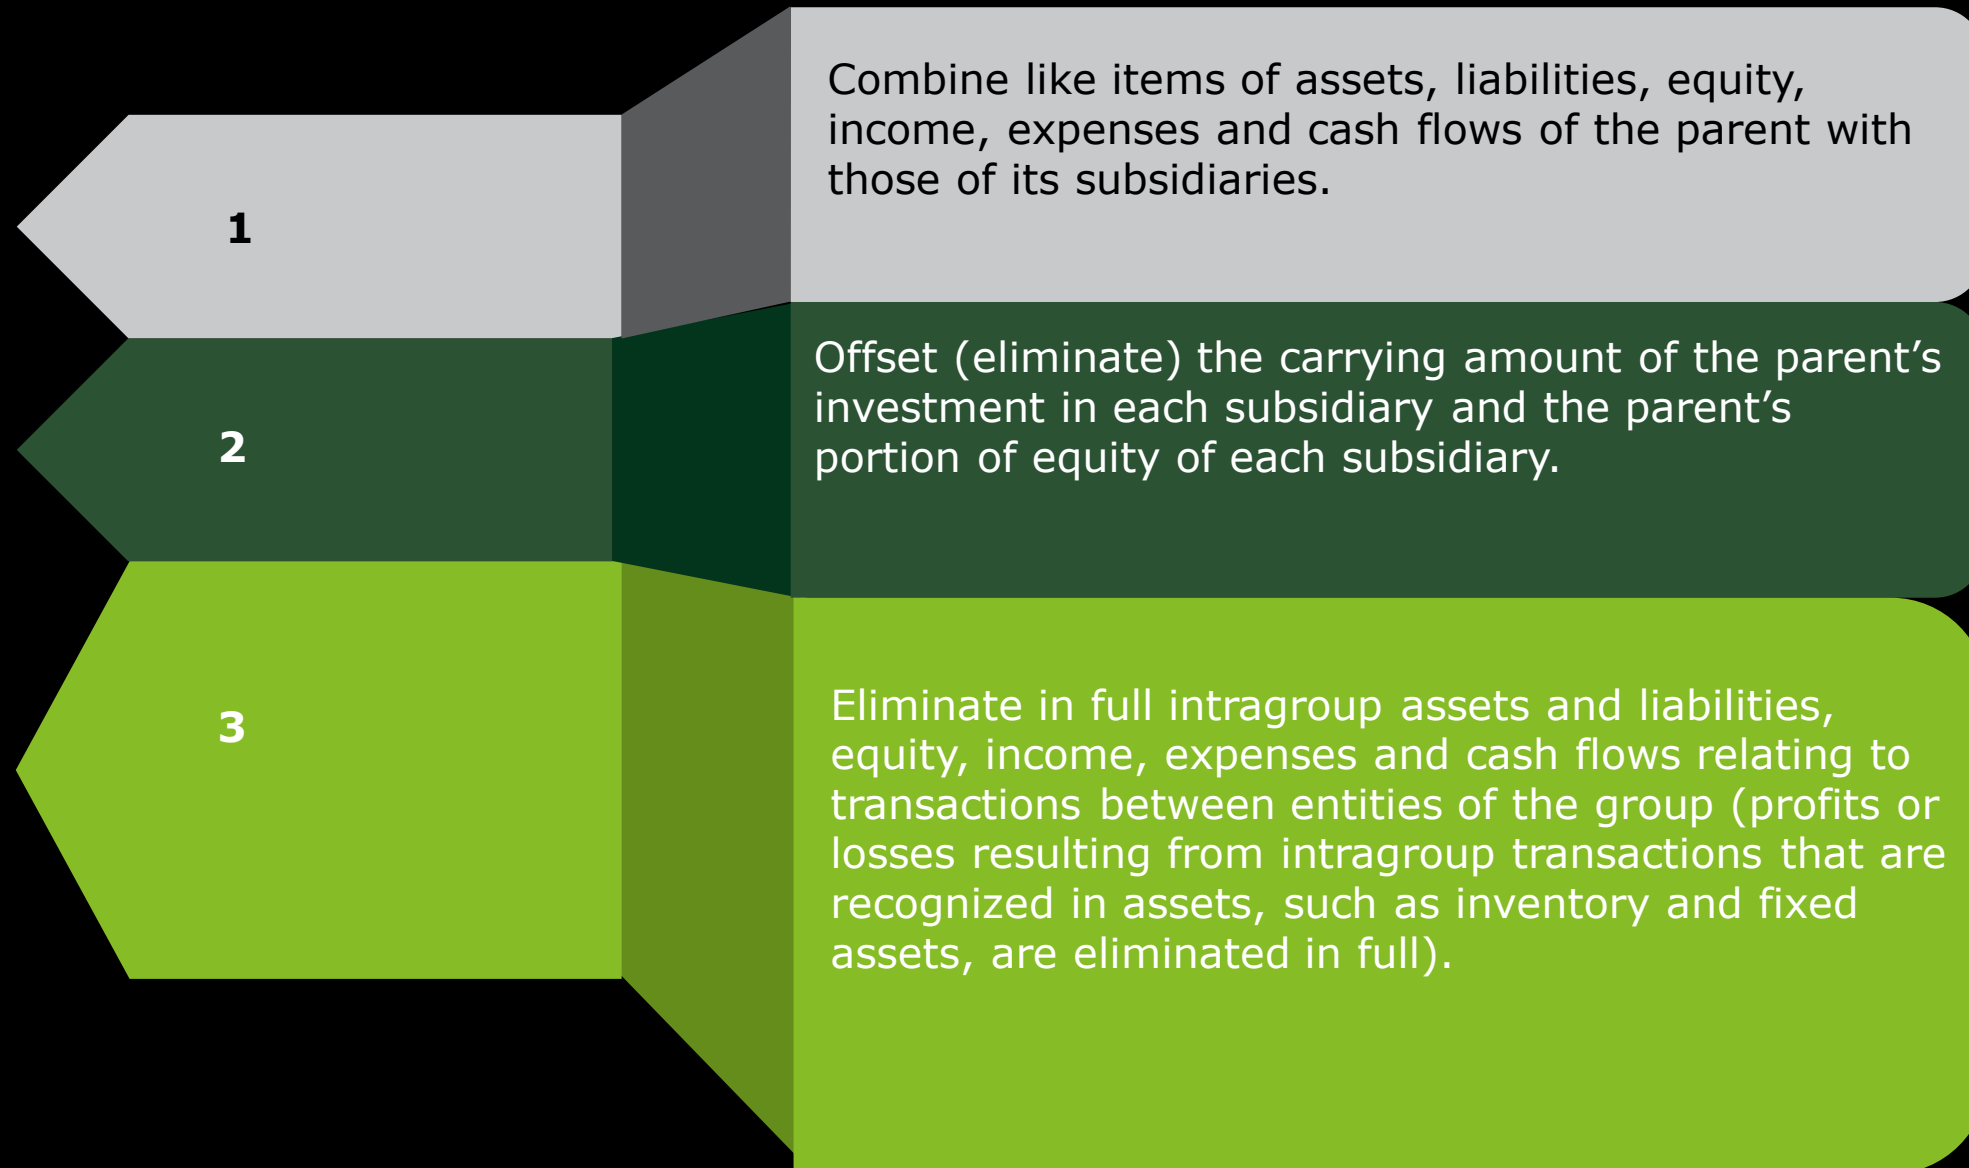 1
Combine like items of assets, liabilities, equity,
income, expenses and cash flows of the parent with
those of its subsidiaries.
2
Offset (eliminate) the carrying amount of the parent’s
investment in each subsidiary and the parent’s
portion of equity of each subsidiary.
3
Eliminate in full intragroup assets and liabilities,
equity, income, expenses and cash flows relating to
transactions between entities of the group (profits or
losses resulting from intragroup transactions that are
recognized in assets, such as inventory and fixed
assets, are eliminated in full).